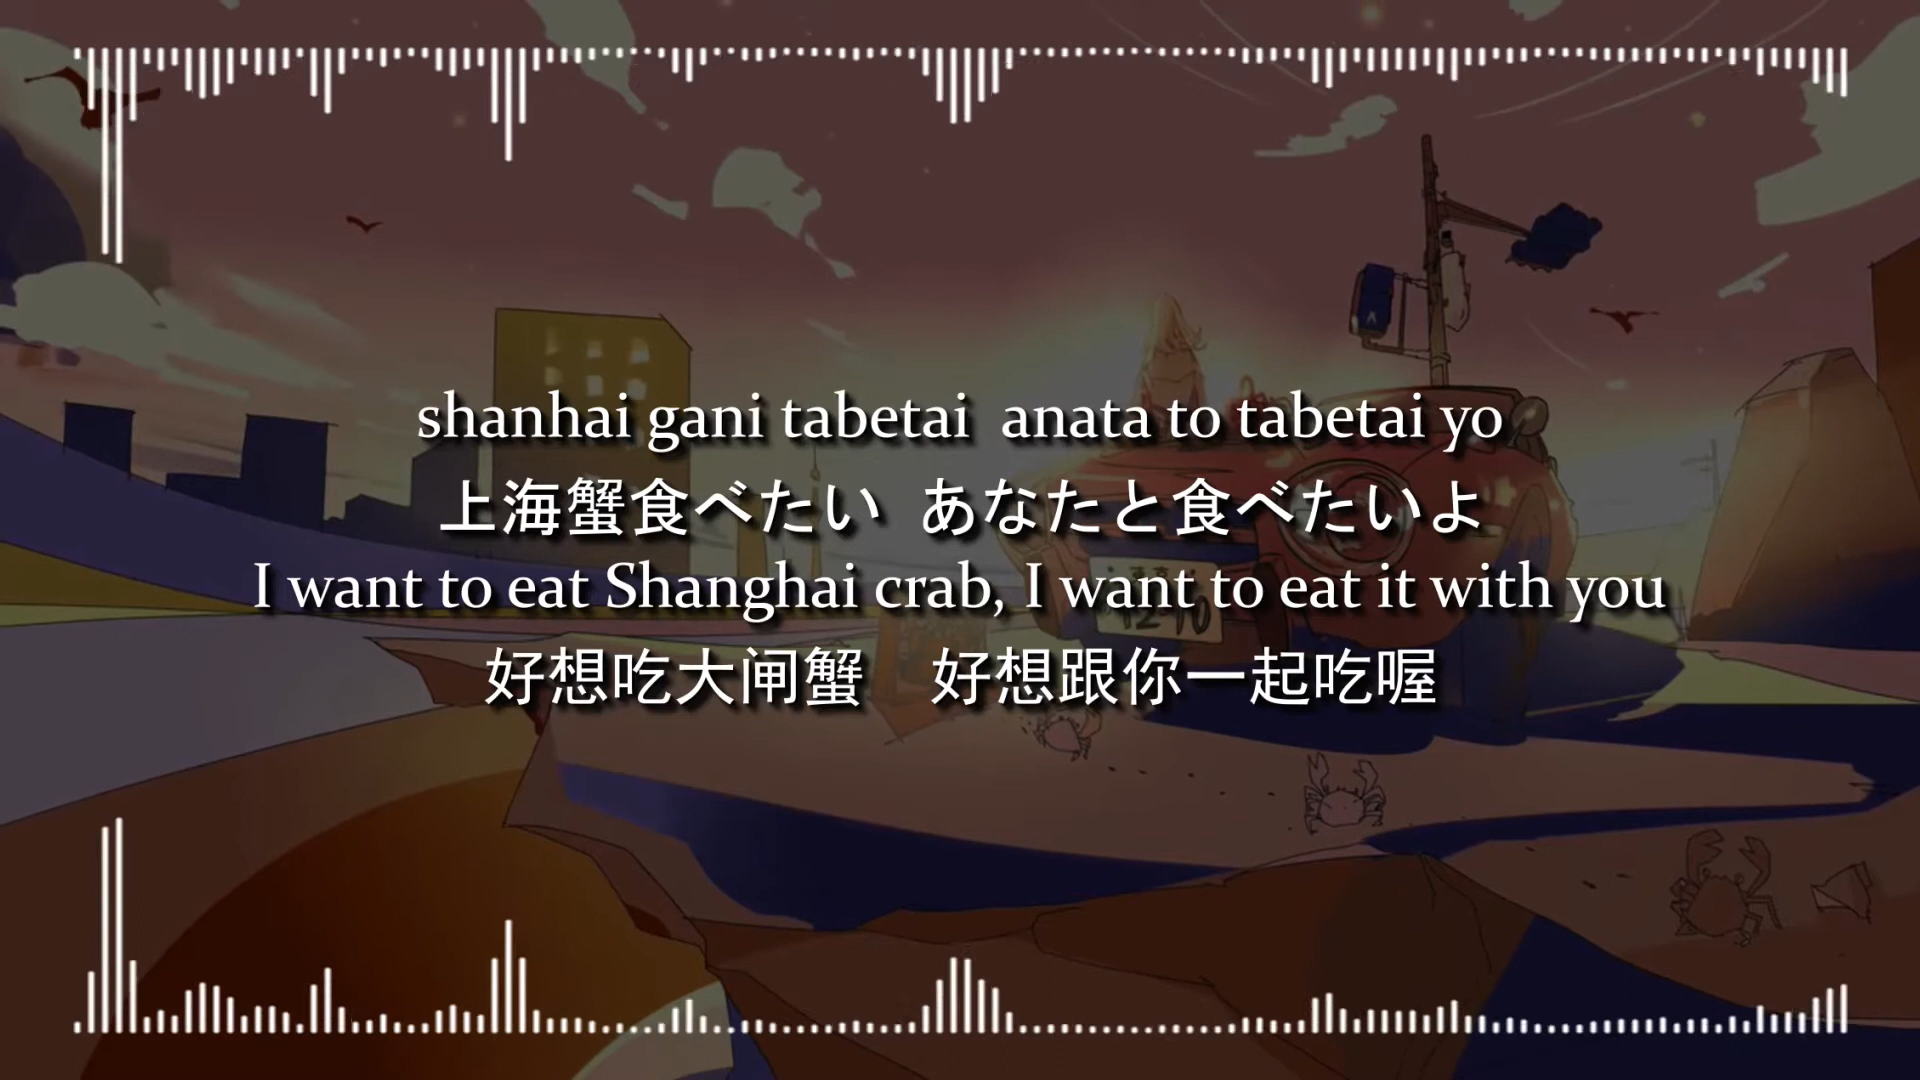 shanhai gani tabetai  anata to tabetai yo
上海蟹食べたい  あなたと食べたいよ
I want to eat Shanghai crab, I want to eat it with you
好想吃大闸蟹  好想跟你一起吃喔